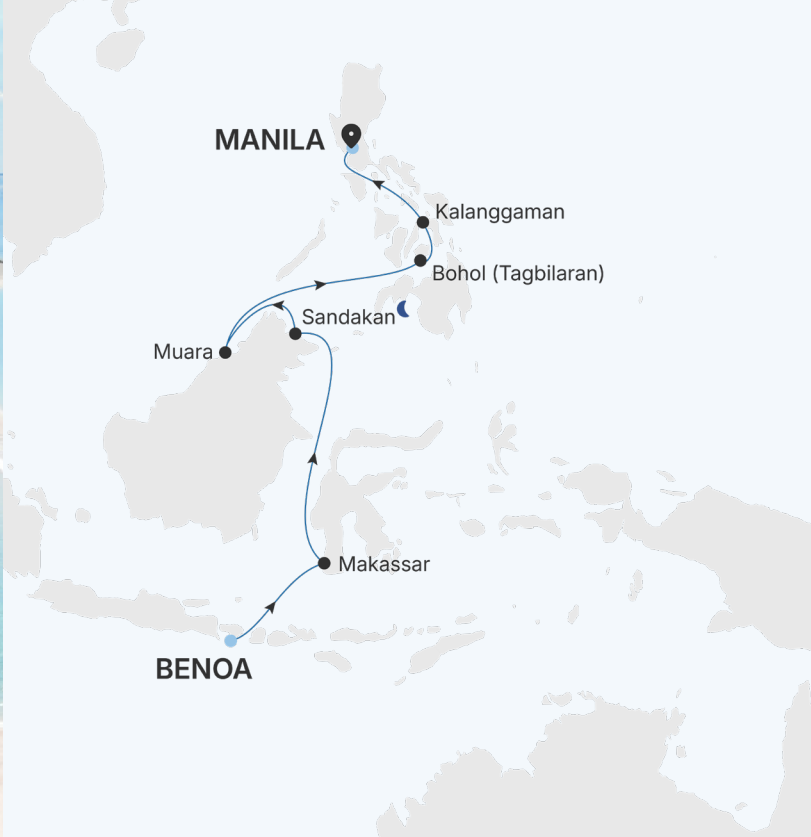 MANILA
Kalanggaman
Bohol (Tagbilaran)
Sandakan
Muara
Makassar
BENOA